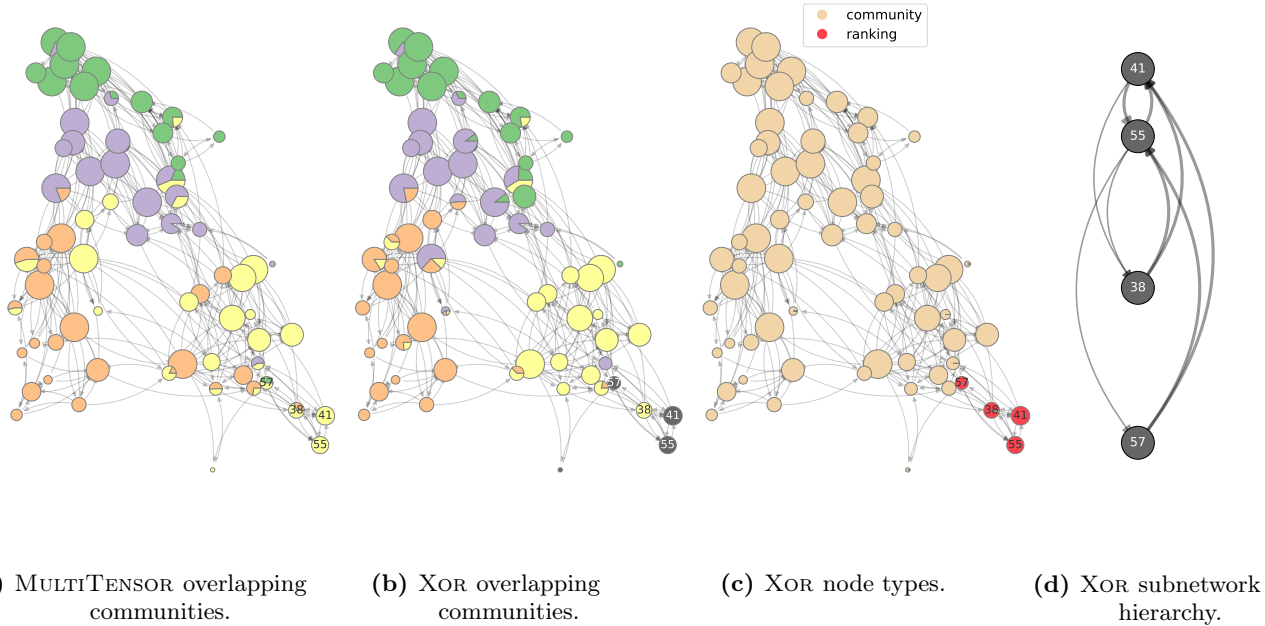 community
ranking
57
38
41
55
57
38
41
55
57
38
41
55
41
55
38
57
) MULTITENSOR overlapping
communities.
(b) XOR overlapping
communities.
(c) XOR node types.
(d) XOR subnetwork
hierarchy.